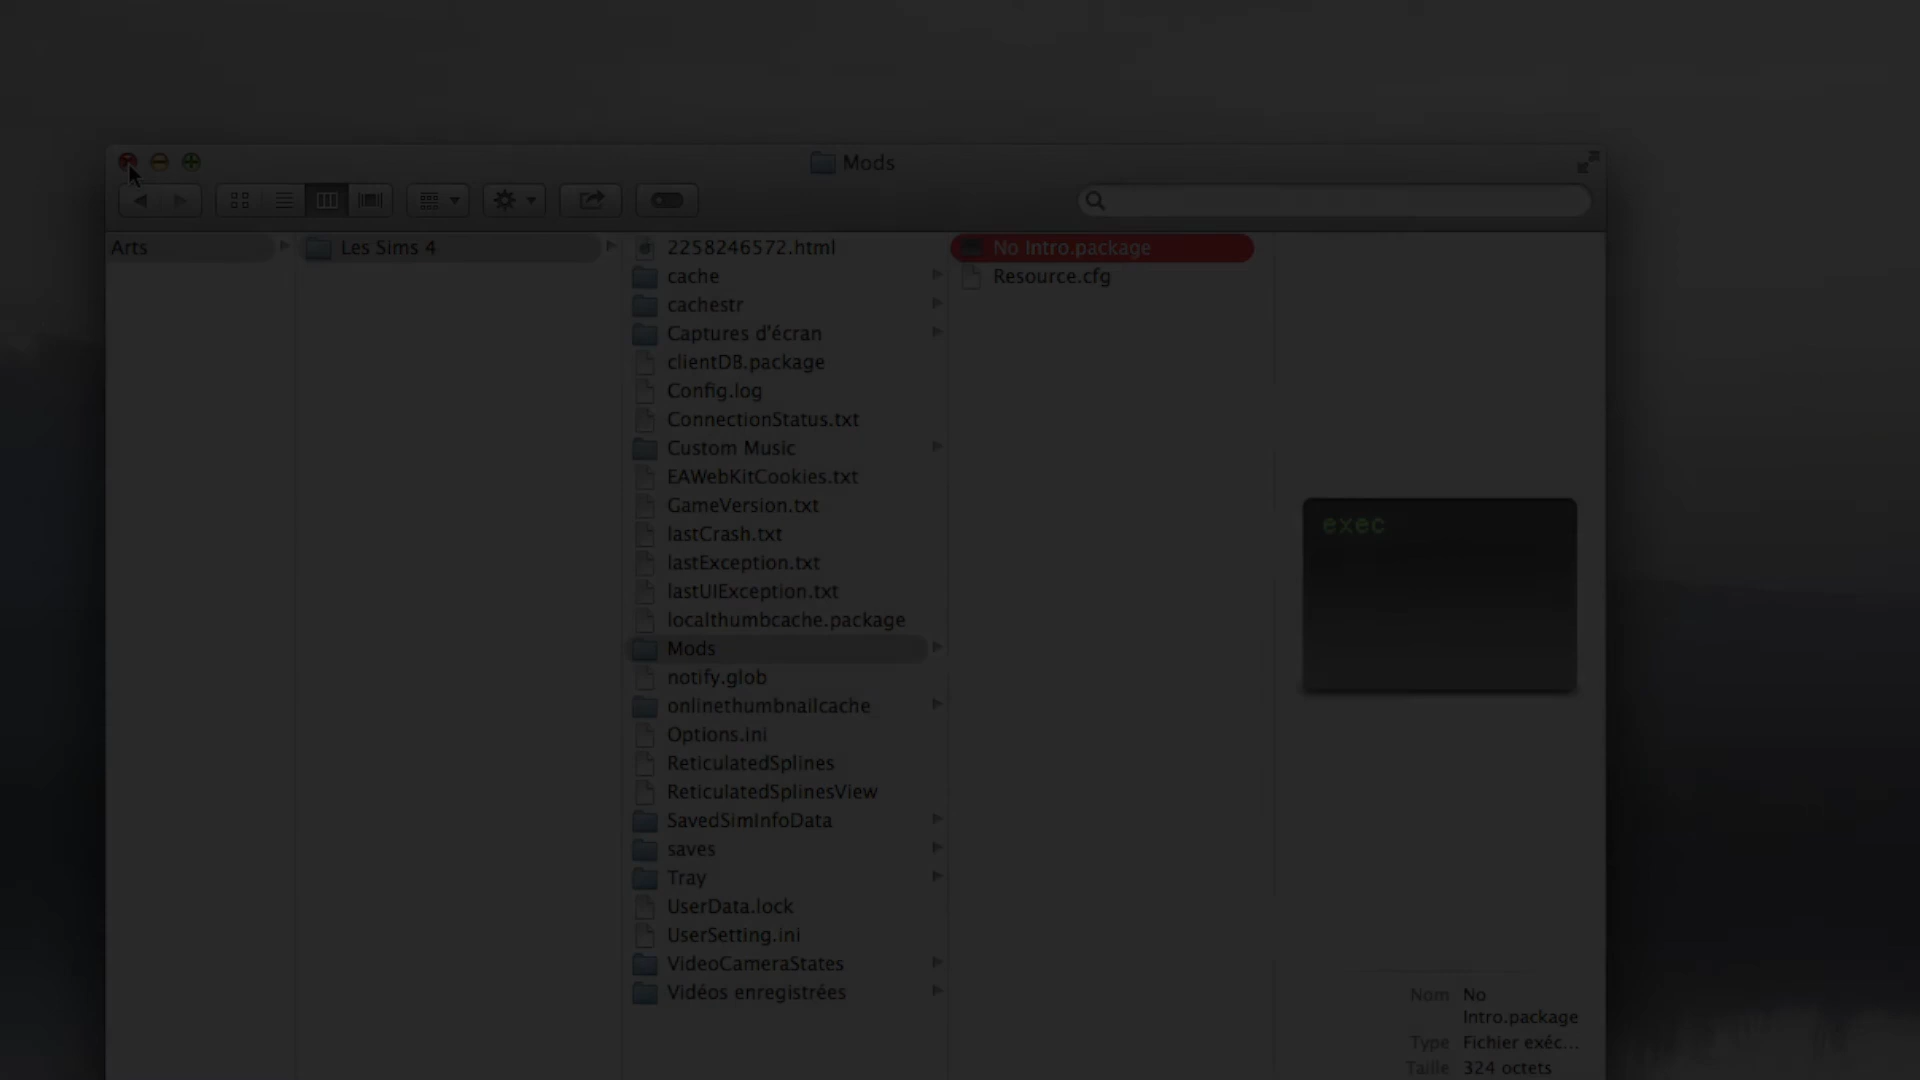 Mods
Arts
Les Sims 4
2258246572.html
cache
cachestr
Captures d'écran
clientDB.package
Config.log
ConnectionStatus.txt
Custom Music
EAWebKitCookies.txt
GameVersion.txt
lastCrash.txt
lastException.txt
lastUIException.txt
localthumbcache.package
Mods
notify.glob
onlinethumbnailcache
Options.ini
ReticulatedSplines
ReticulatedSplinesView
SavedSimInfoData
saves
Tray
UserData.lock
UserSetting.ini
VideoCameraStates
Vidéos enregistrées
No Intro.package
Resource.cfg
exec
Nom No
Intro.package
Type Fichier exéc...
Taille 324 octets